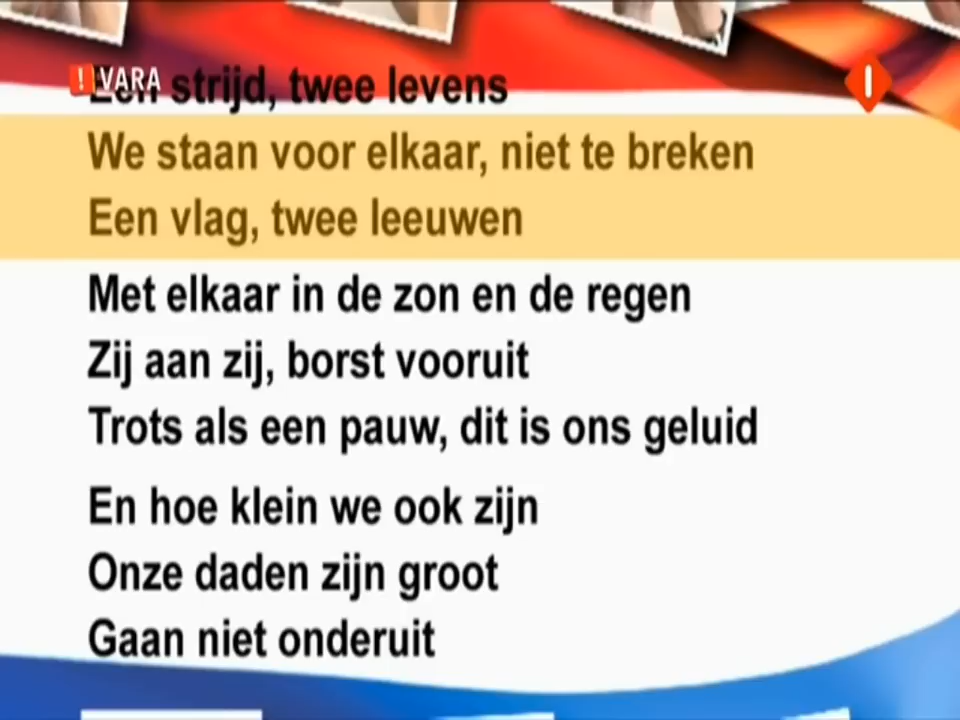 VARA
Een strijd, twee levens
We staan voor elkaar, niet te breken
Een vlag, twee leeuwen
Met elkaar in de zon en de regen
Zij aan zij, borst vooruit
Trots als een pauw, dit is ons geluid
En hoe klein we ook zijn
Onze daden zijn groot
Gaan niet onderuit